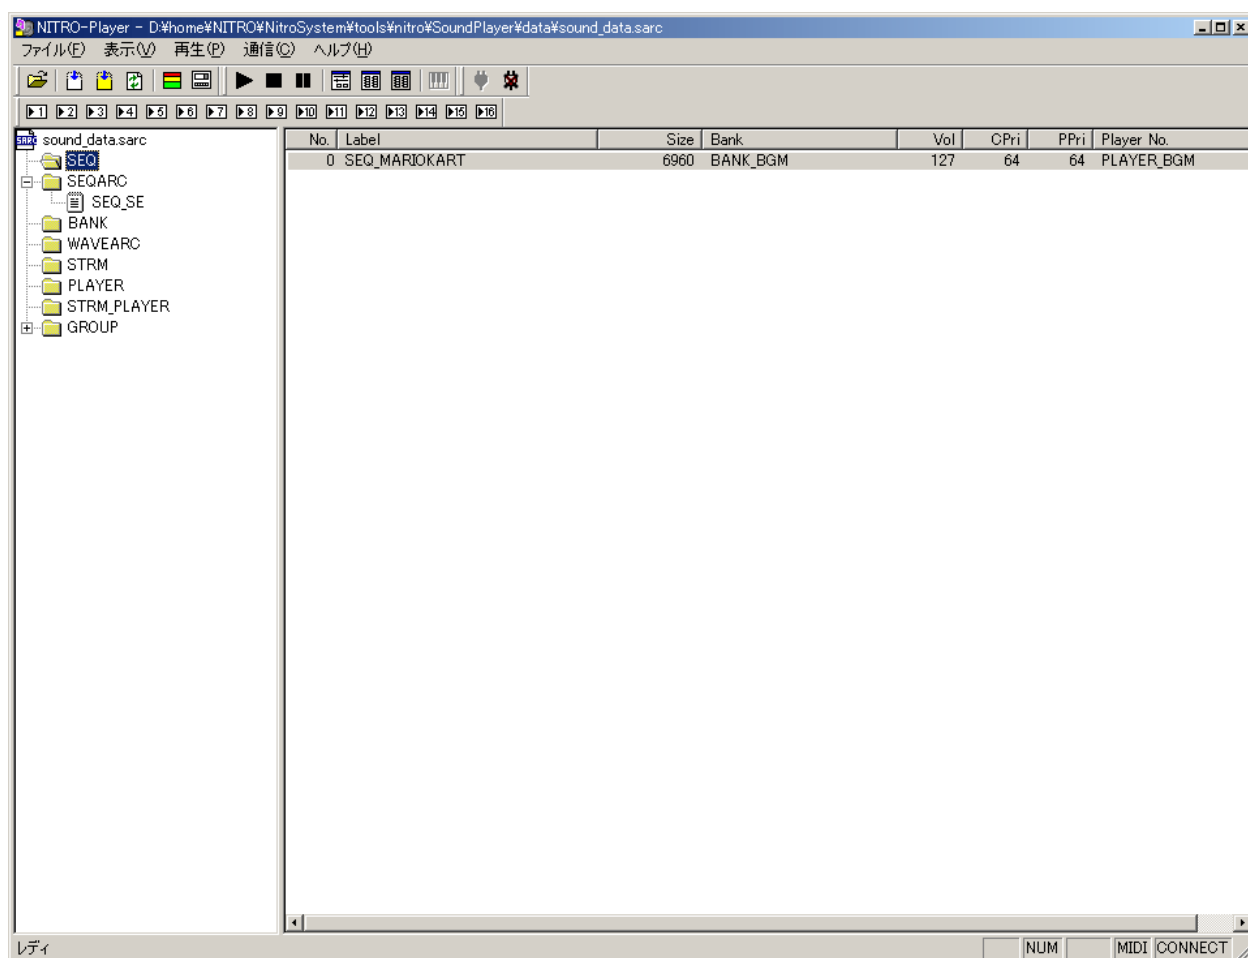 NITRO-Player - D:¥home¥NITRO¥NitroSystem¥tools¥nitro¥SoundPlayer¥data¥sound_data.sarc
ファイル(F) 表示(V) 再生(P) 通信(C) ヘルプ(H)
1 2 3 4 5 6 7 8 9 10 11 12 13 14 15 16
SARC sound_data.sarc
SEQ
SEQARC
SEQ_SE
BANK
WAVEARC
STRM
PLAYER
STRM_PLAYER
GROUP
No. Label Size Bank Vol CPri PPri Player No.
0 SEQ_MARIOKART 6960 BANK_BGM 127 64 64 PLAYER_BGM
レディ NUM MIDI CONNECT